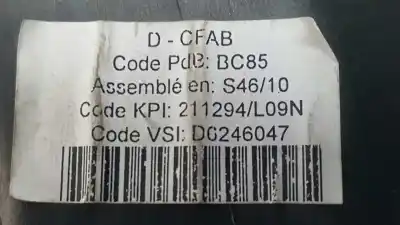 D - CFAB
Code PdB: BC85
Assemblé en: S46/10
Code KPI: 211294/L09N
Code VSI: D0246047